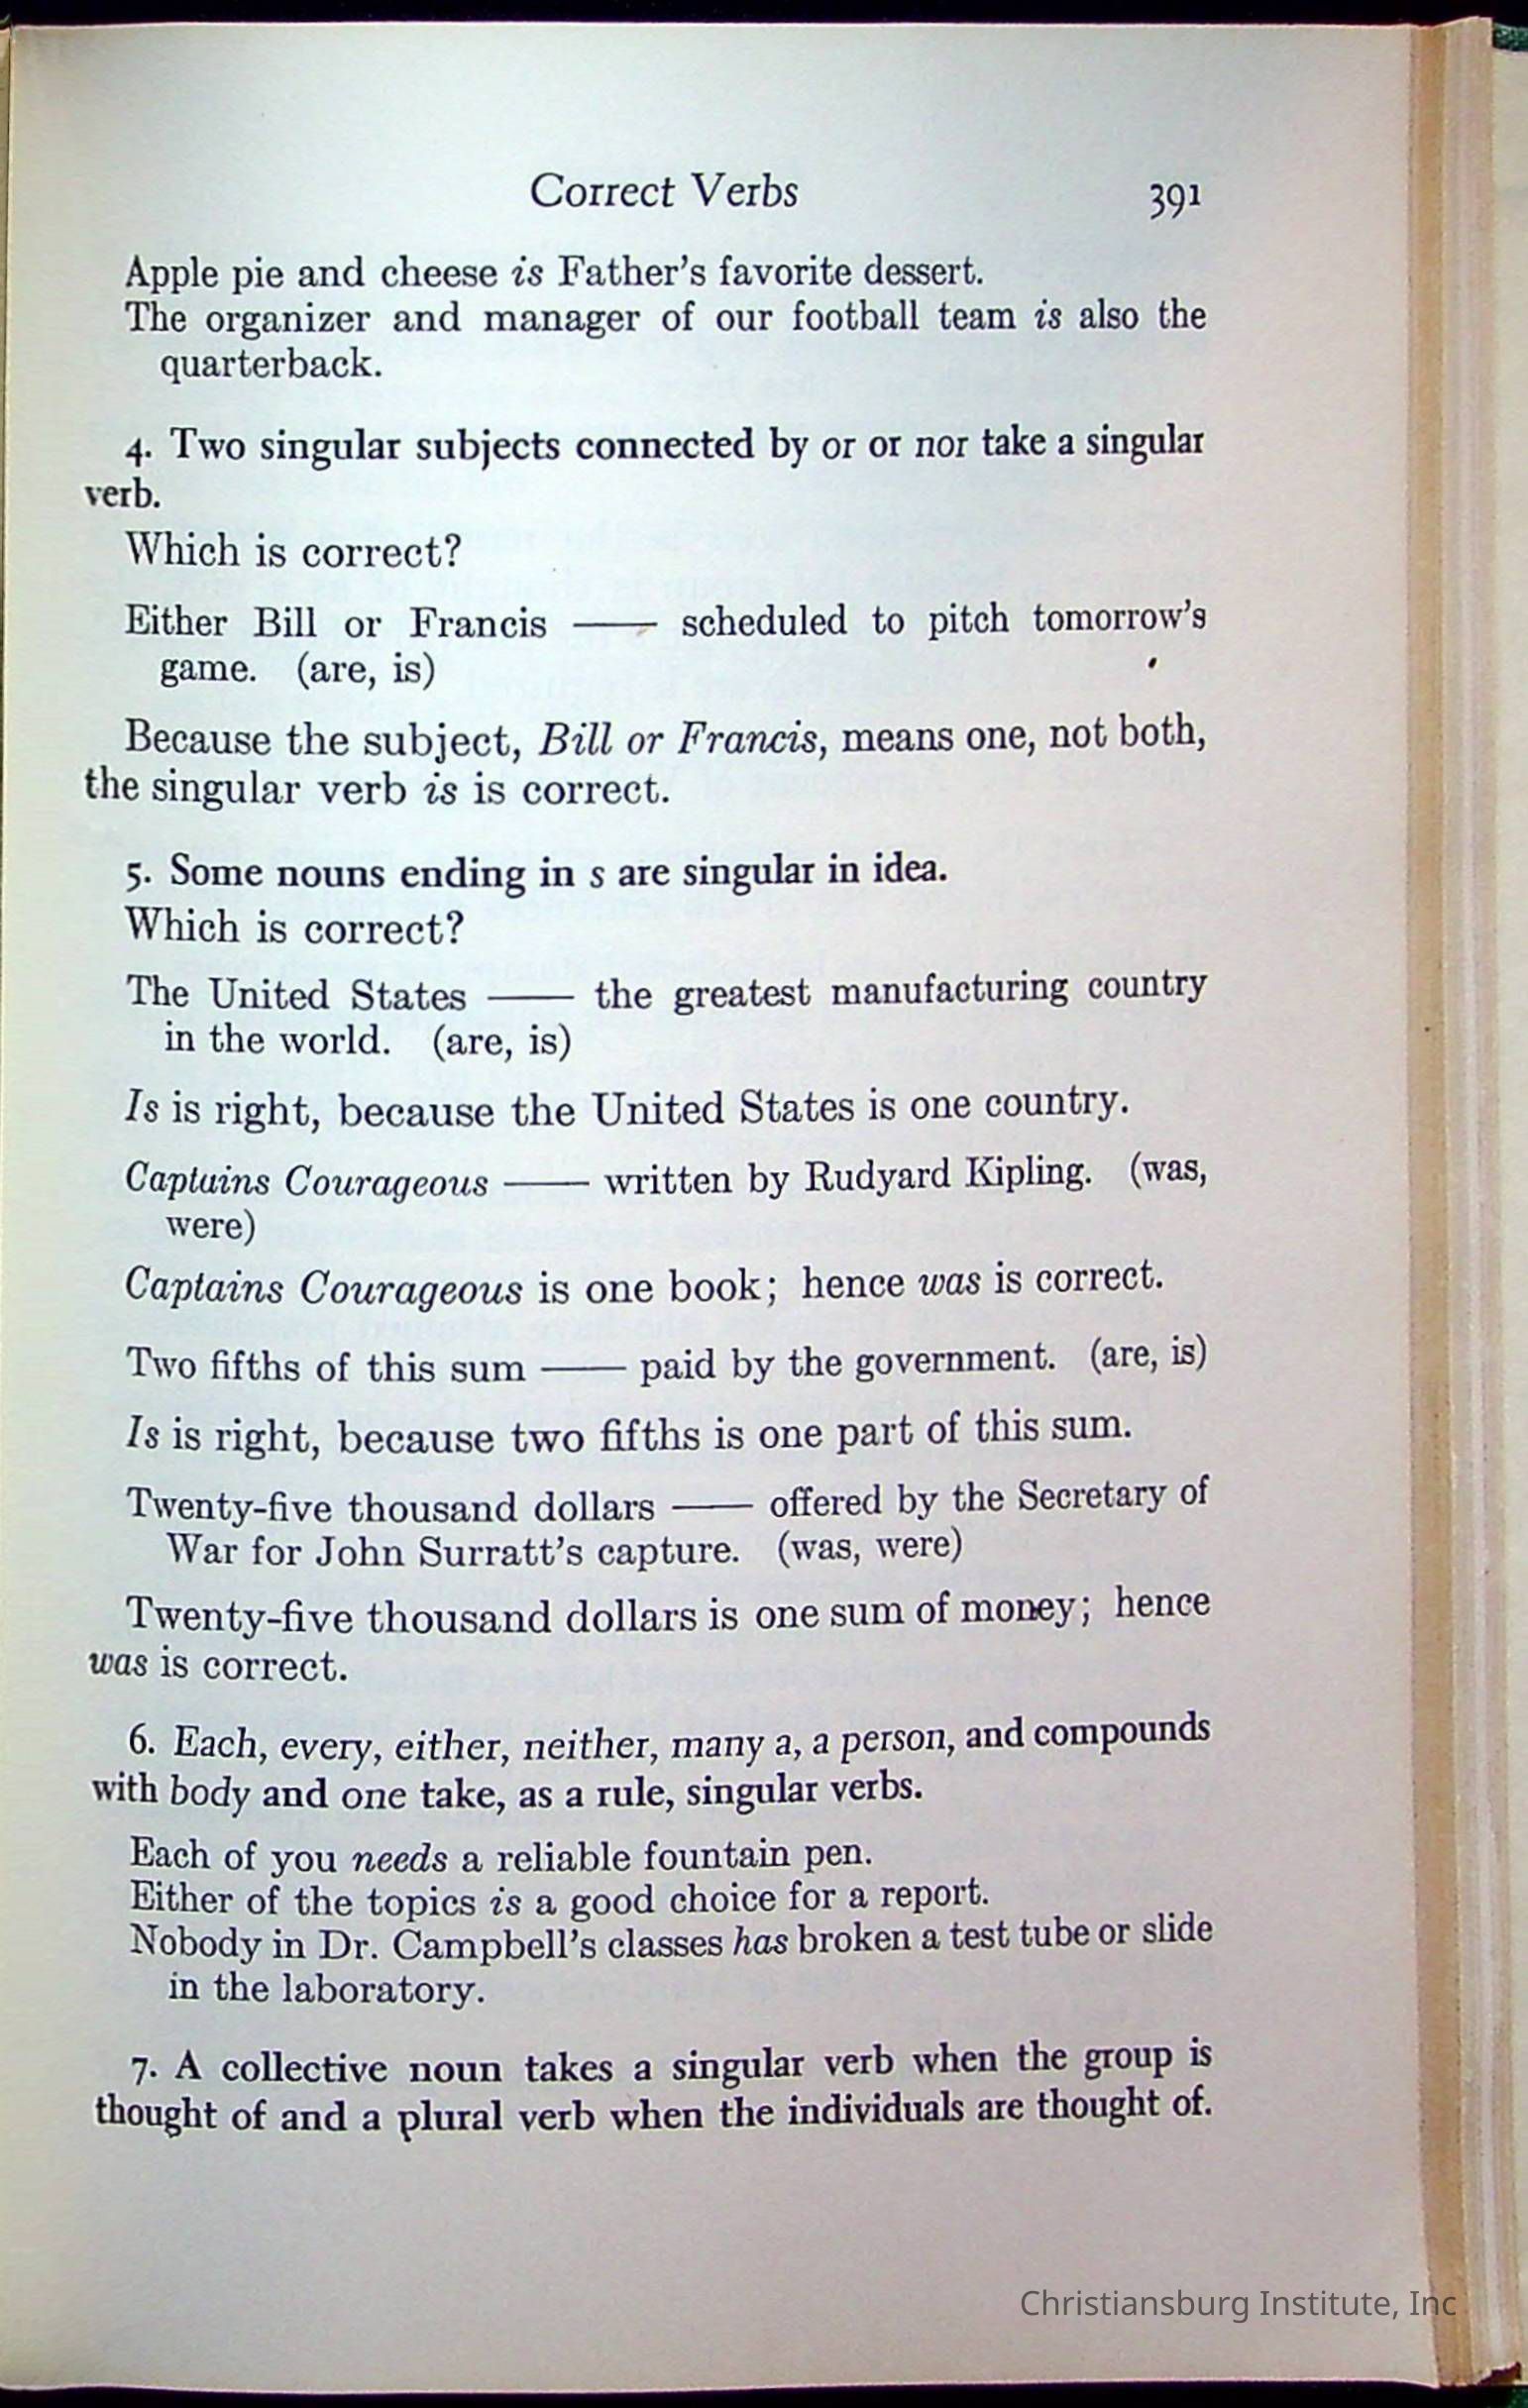 Correct Verbs 391
Apple pie and cheese is Father's favorite dessert.
The organizer and manager of our football team is also the
quarterback.
4. Two singular subjects connected by or or nor take a singular
verb.
Which is correct?
Either Bill or Francis —— scheduled to pitch tomorrow's
game. (are, is)
Because the subject, Bill or Francis, means one, not both,
the singular verb is is correct.
5. Some nouns ending in s are singular in idea.
Which is correct?
The United States —— the greatest manufacturing country
in the world. (are, is)
Is is right, because the United States is one country.
Captains Courageous —— written by Rudyard Kipling. (was,
were)
Captains Courageous is one book; hence was is correct.
Two fifths of this sum —— paid by the government. (are, is)
Is is right, because two fifths is one part of this sum.
Twenty-five thousand dollars —— offered by the Secretary of
War for John Surratt's capture. (was, were)
Twenty-five thousand dollars is one sum of money; hence
was is correct.
6. Each, every, either, neither, many a, a person, and compounds
with body and one take, as a rule, singular verbs.
Each of you needs a reliable fountain pen.
Either of the topics is a good choice for a report.
Nobody in Dr. Campbell's classes has broken a test tube or slide
in the laboratory.
7. A collective noun takes a singular verb when the group is
thought of and a plural verb when the individuals are thought of.
Christiansburg Institute, Inc